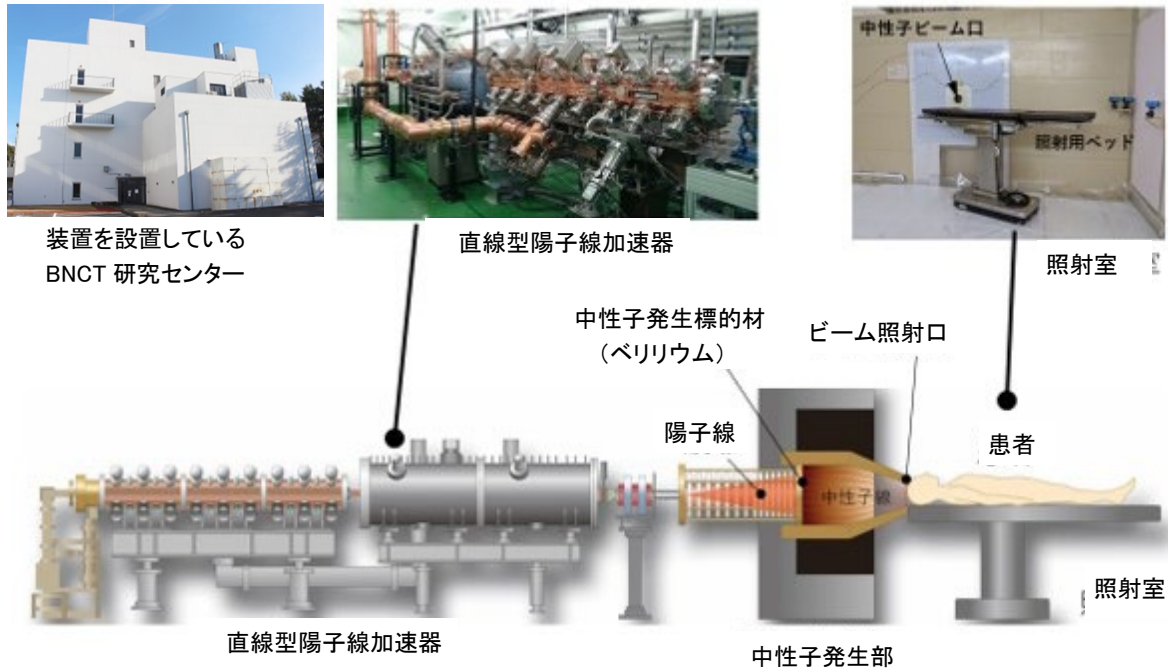 中性子ビーム口
照射用ベッド
装置を設置している
BNCT 研究センター
直線型陽子線加速器
照射室
中性子発生標的材
（ベリリウム）
ビーム照射口
陽子線
患者
中性子線
照射室
直線型陽子線加速器
中性子発生部